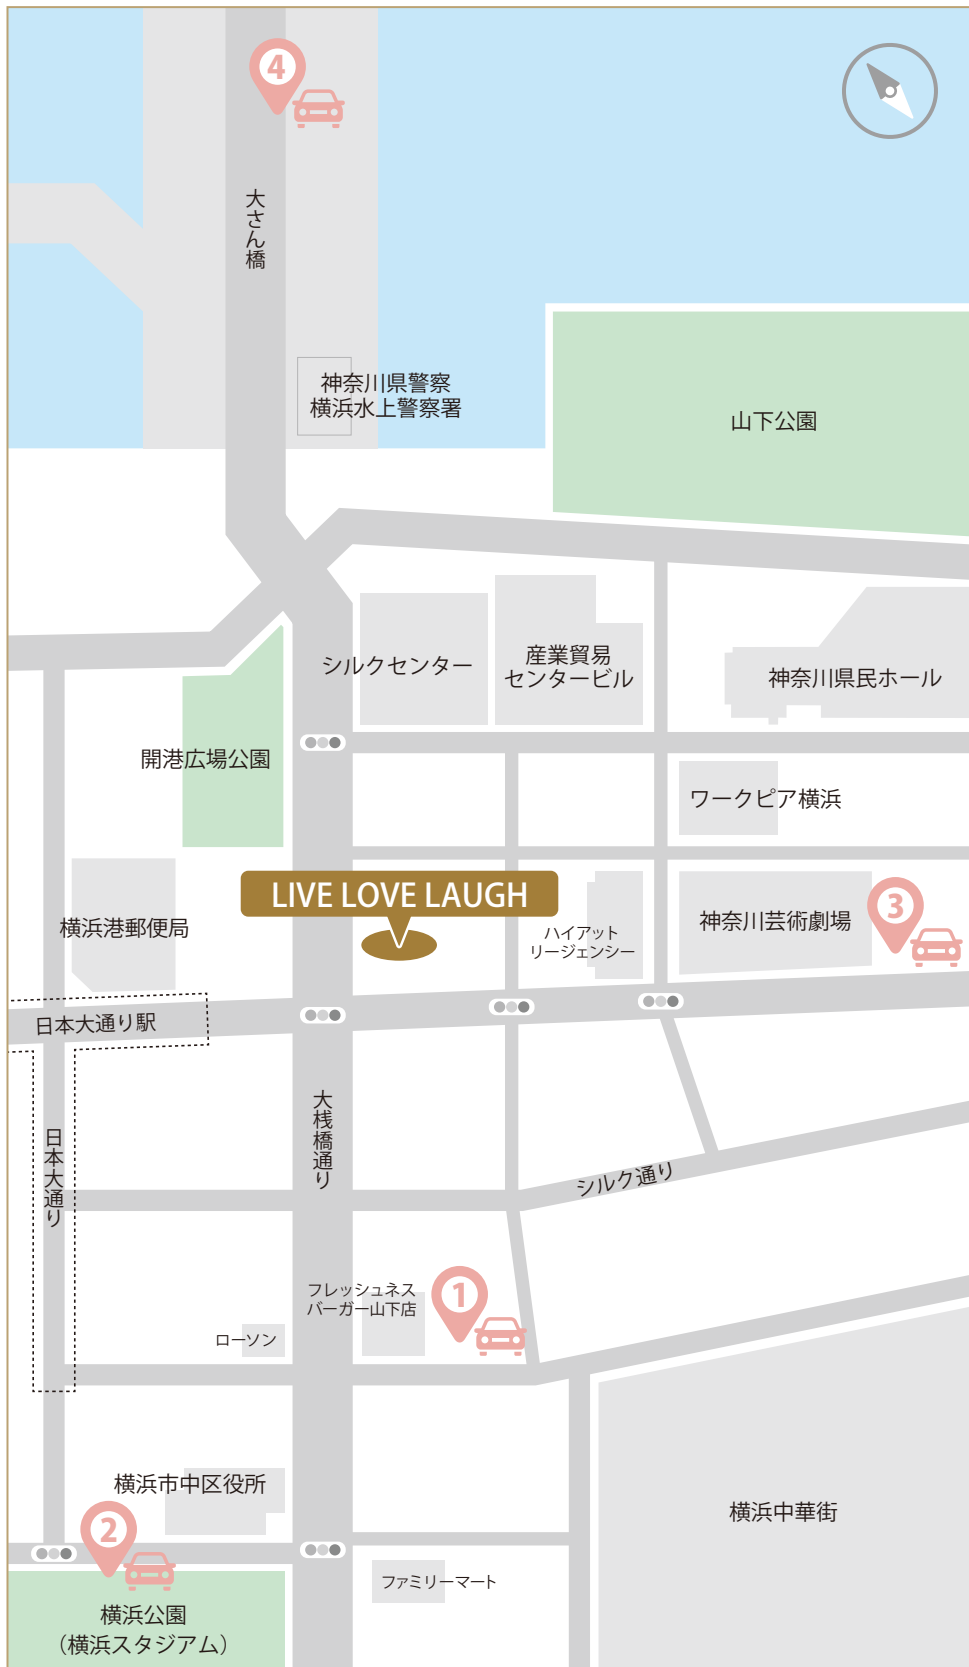 4
大さん橋
神奈川県警察
横浜水上警察署
山下公園
シルクセンター
産業貿易
センタービル
神奈川県民ホール
開港広場公園
ワークピア横浜
LIVE LOVE LAUGH
横浜港郵便局
ハイアット
リージェンシー
神奈川芸術劇場
3
日本大通り駅
大桟橋通り
日本大通り
シルク通り
フレッシュネス
バーガー山下店
1
ローソン
横浜市中区役所
2
横浜中華街
ファミリーマート
横浜公園
（横浜スタジアム）